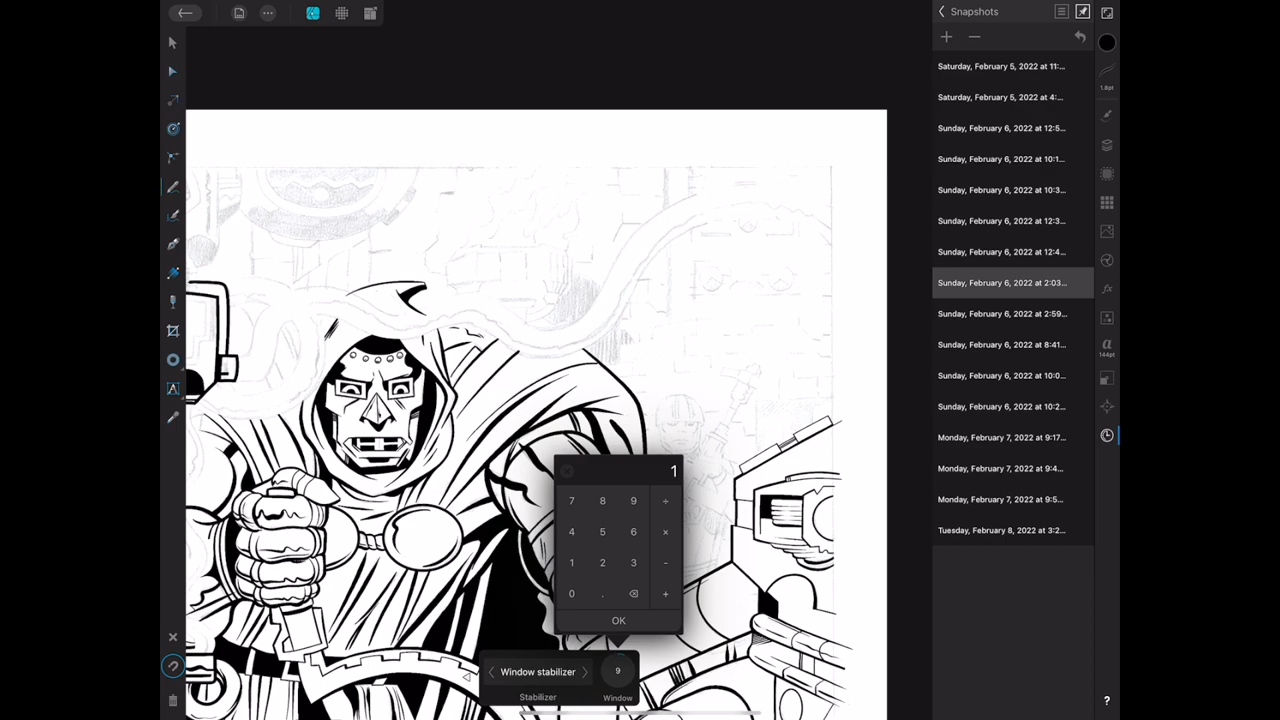 Snapshots
Saturday, February 5, 2022 at 11:...
Saturday, February 5, 2022 at 4:...
Sunday, February 6, 2022 at 12:5...
Sunday, February 6, 2022 at 10:1...
Sunday, February 6, 2022 at 10:3...
Sunday, February 6, 2022 at 12:3...
Sunday, February 6, 2022 at 12:4...
Sunday, February 6, 2022 at 2:03...
Sunday, February 6, 2022 at 2:59...
Sunday, February 6, 2022 at 8:41...
Sunday, February 6, 2022 at 10:0...
Sunday, February 6, 2022 at 10:2...
Monday, February 7, 2022 at 9:17...
Monday, February 7, 2022 at 9:4...
Monday, February 7, 2022 at 9:5...
Tuesday, February 8, 2022 at 3:2...
1.8pt
a
144pt
?
A
1
7 8 9 ÷
4 5 6 ×
1 2 3 -
0 . +
OK
Window stabilizer
9
Stabilizer
Window